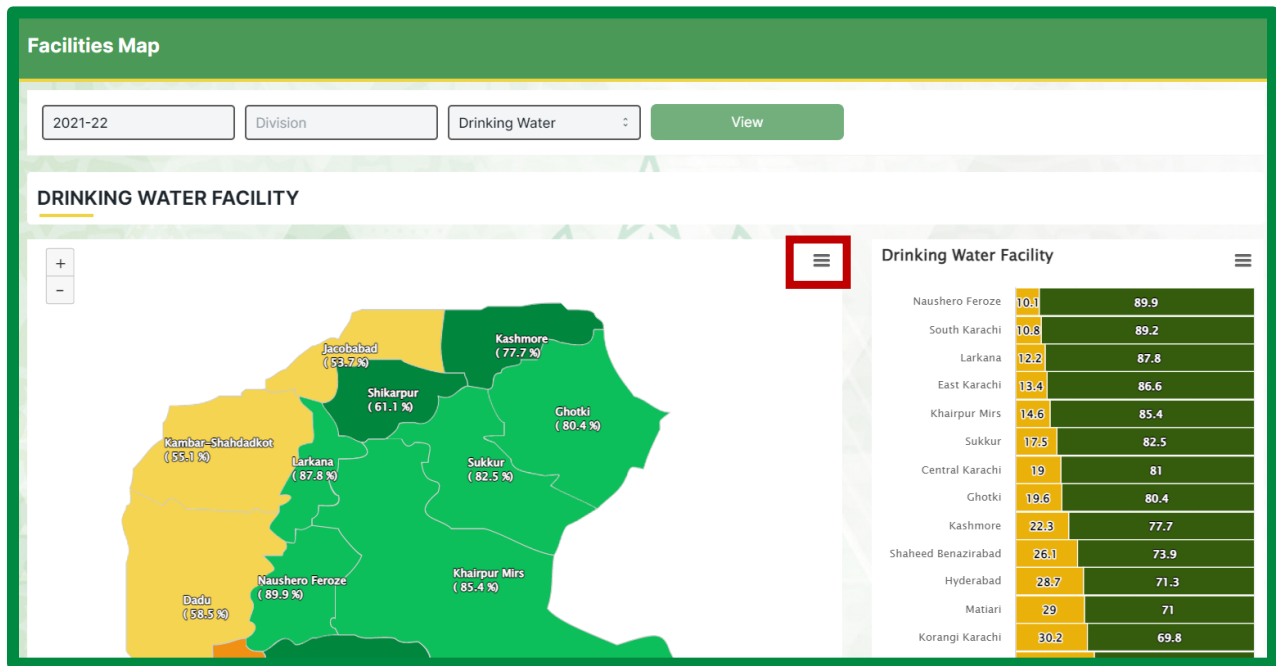 Facilities Map
2021-22
Division
Drinking Water
View
DRINKING WATER FACILITY
+
−
Jacobabad
( 53.7 %)
Kashmore
( 77.7 %)
Shikarpur
( 61.1 %)
Ghotki
( 80.4 %)
Kambar-Shahdadkot
( 55.1 %)
Larkana
( 87.8 %)
Sukkur
( 82.5 %)
Naushero Feroze
( 89.9 %)
Khairpur Mirs
( 85.4 %)
Dadu
( 58.5 %)
Drinking Water Facility
Naushero Feroze 10.1 89.9
South Karachi 10.8 89.2
Larkana 12.2 87.8
East Karachi 13.4 86.6
Khairpur Mirs 14.6 85.4
Sukkur 17.5 82.5
Central Karachi 19 81
Ghotki 19.6 80.4
Kashmore 22.3 77.7
Shaheed Benazirabad 26.1 73.9
Hyderabad 28.7 71.3
Matiari 29 71
Korangi Karachi 30.2 69.8